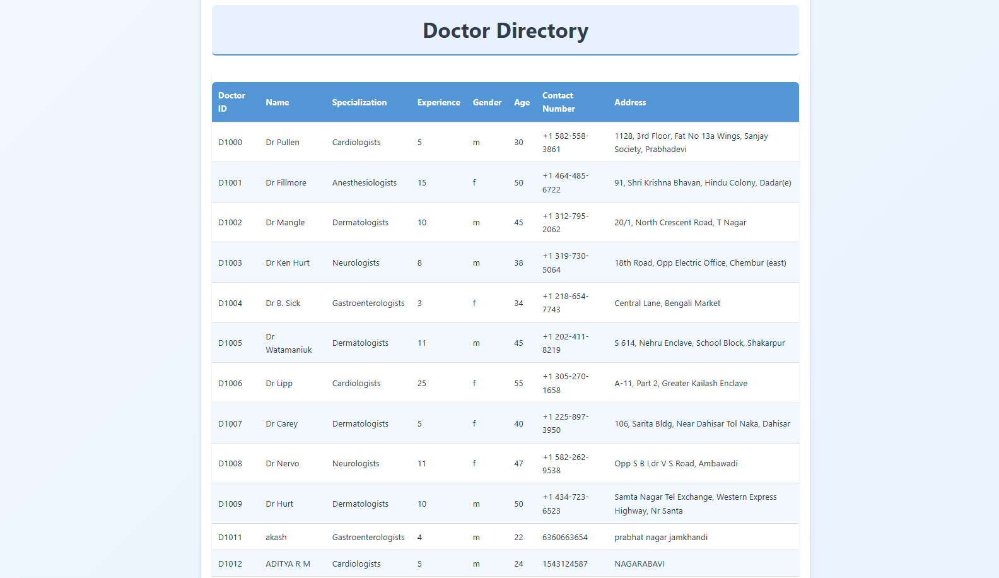 Doctor Directory
Doctor ID Name Specialization Experience Gender Age Contact Number Address
D1000 Dr Pullen Cardiologists 5 m 30 +1 582-558-3861 1128, 3rd Floor, Fat No 13a Wings, Sanjay Society, Prabhadevi
D1001 Dr Fillmore Anesthesiologists 15 f 50 +1 464-485-6722 91, Shri Krishna Bhavan, Hindu Colony, Dadar(e)
D1002 Dr Mangle Dermatologists 10 m 45 +1 312-795-2062 20/1, North Crescent Road, T Nagar
D1003 Dr Ken Hurt Neurologists 8 m 38 +1 319-730-5064 18th Road, Opp Electric Office, Chembur (east)
D1004 Dr B. Sick Gastroenterologists 3 f 34 +1 218-654-7743 Central Lane, Bengali Market
D1005 Dr Watamaniuk Dermatologists 11 m 45 +1 202-411-8219 S 614, Nehru Enclave, School Block, Shakarpur
D1006 Dr Lipp Cardiologists 25 f 55 +1 305-270-1658 A-11, Part 2, Greater Kailash Enclave
D1007 Dr Carey Dermatologists 5 f 40 +1 225-897-3950 106, Sarita Bldg, Near Dahisar Tol Naka, Dahisar
D1008 Dr Nervo Neurologists 11 f 47 +1 582-262-9538 Opp S B I,dr V S Road, Ambawadi
D1009 Dr Hurt Dermatologists 10 m 50 +1 434-723-6523 Samta Nagar Tel Exchange, Western Express Highway, Nr Santa
D1011 akash Gastroenterologists 4 m 22 6360663654 prabhat nagar jamkhandi
D1012 ADITYA R M Cardiologists 5 m 24 1543124587 NAGARABAVI